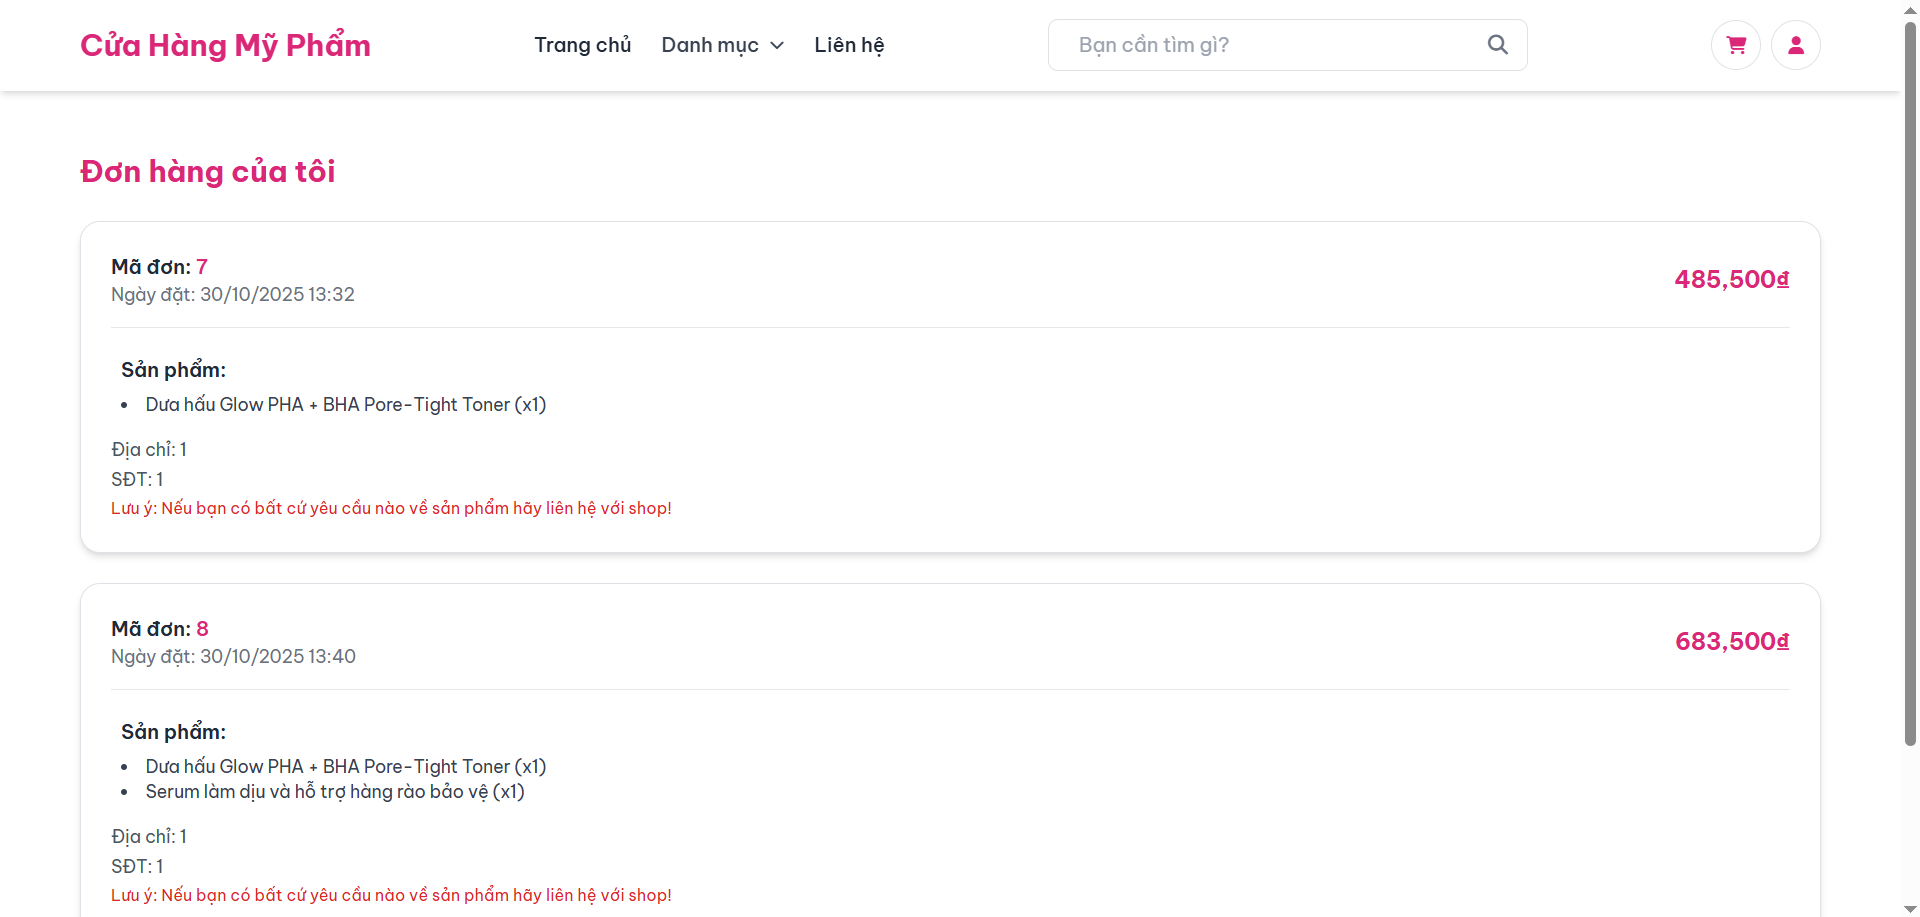 Cửa Hàng Mỹ Phẩm
Trang chủ
Danh mục
Liên hệ
Bạn cần tìm gì?
Đơn hàng của tôi
Mã đơn: 7
Ngày đặt: 30/10/2025 13:32
485,500₫
Sản phẩm:
• Dưa hấu Glow PHA + BHA Pore-Tight Toner (x1)
Địa chỉ: 1
SĐT: 1
Lưu ý: Nếu bạn có bất cứ yêu cầu nào về sản phẩm hãy liên hệ với shop!
Mã đơn: 8
Ngày đặt: 30/10/2025 13:40
683,500₫
Sản phẩm:
• Dưa hấu Glow PHA + BHA Pore-Tight Toner (x1)
• Serum làm dịu và hỗ trợ hàng rào bảo vệ (x1)
Địa chỉ: 1
SĐT: 1
Lưu ý: Nếu bạn có bất cứ yêu cầu nào về sản phẩm hãy liên hệ với shop!